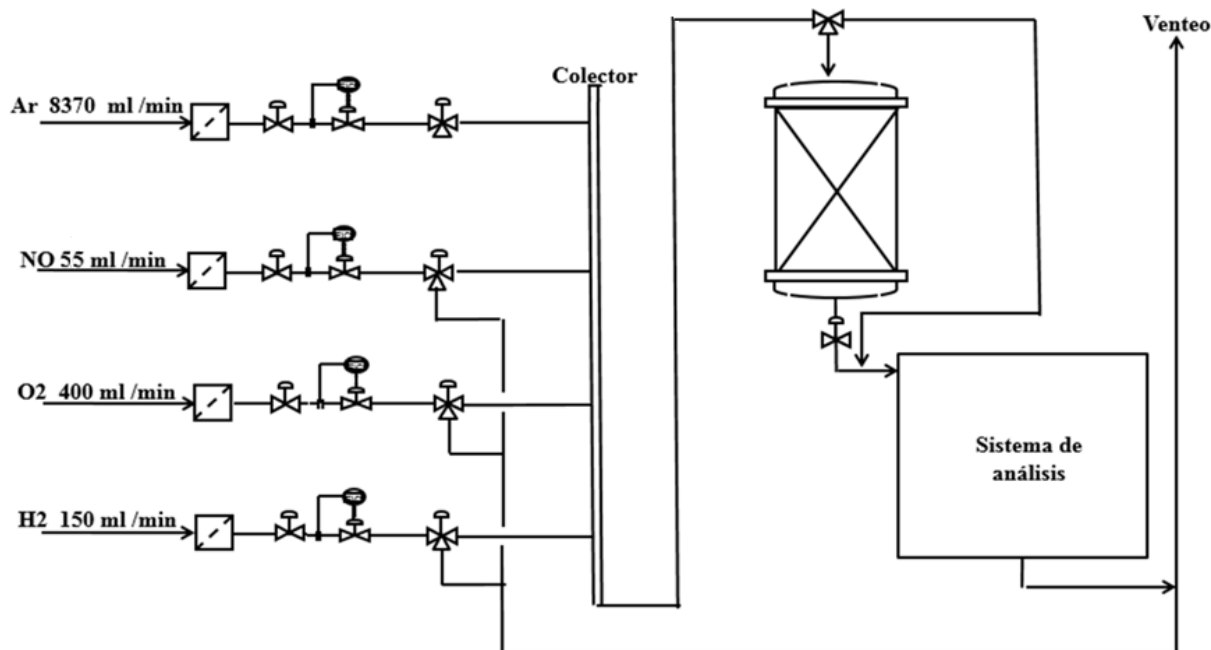 Venteo
Colector
Ar 8370 ml /min
NO 55 ml /min
O2 400 ml /min
Sistema de
análisis
H2 150 ml /min